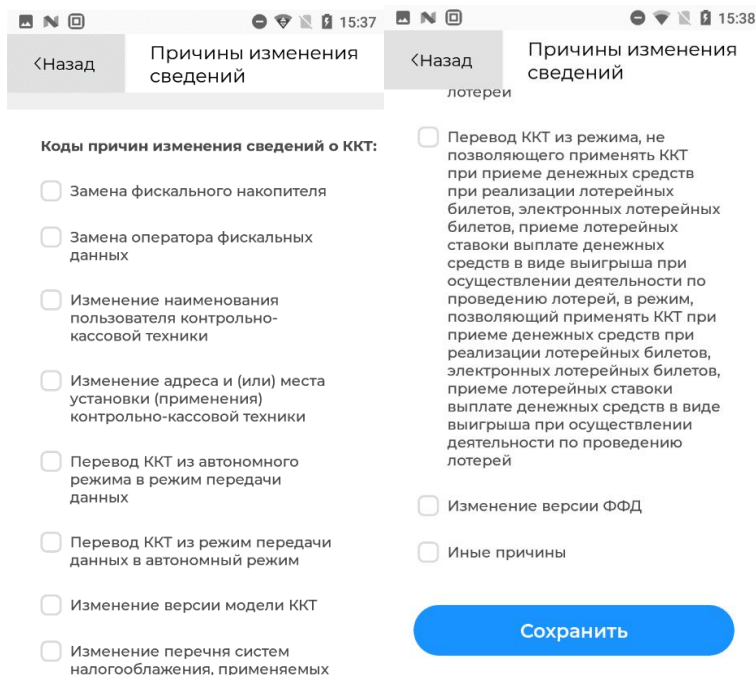 15:37
<Назад
Причины изменения
сведений
Коды причин изменения сведений о ККТ:
Замена фискального накопителя
Замена оператора фискальных
данных
Изменение наименования
пользователя контрольно-
кассовой техники
Изменение адреса и (или) места
установки (применения)
контрольно-кассовой техники
Перевод ККТ из автономного
режима в режим передачи
данных
Перевод ККТ из режим передачи
данных в автономный режим
Изменение версии модели ККТ
Изменение перечня систем
налогообложения, применяемых
15:38
<Назад
Причины изменения
сведений
лотерей
Перевод ККТ из режима, не
позволяющего применять ККТ
при приеме денежных средств
при реализации лотерейных
билетов, электронных лотерейных
билетов, приеме лотерейных
ставоки выплате денежных
средств в виде выигрыша при
осуществлении деятельности по
проведению лотерей, в режим,
позволяющий применять ККТ при
приеме денежных средств при
реализации лотерейных билетов,
электронных лотерейных билетов,
приеме лотерейных ставоки
выплате денежных средств в виде
выигрыша при осуществлении
деятельности по проведению
лотерей
Изменение версии ФФД
Иные причины
Сохранить